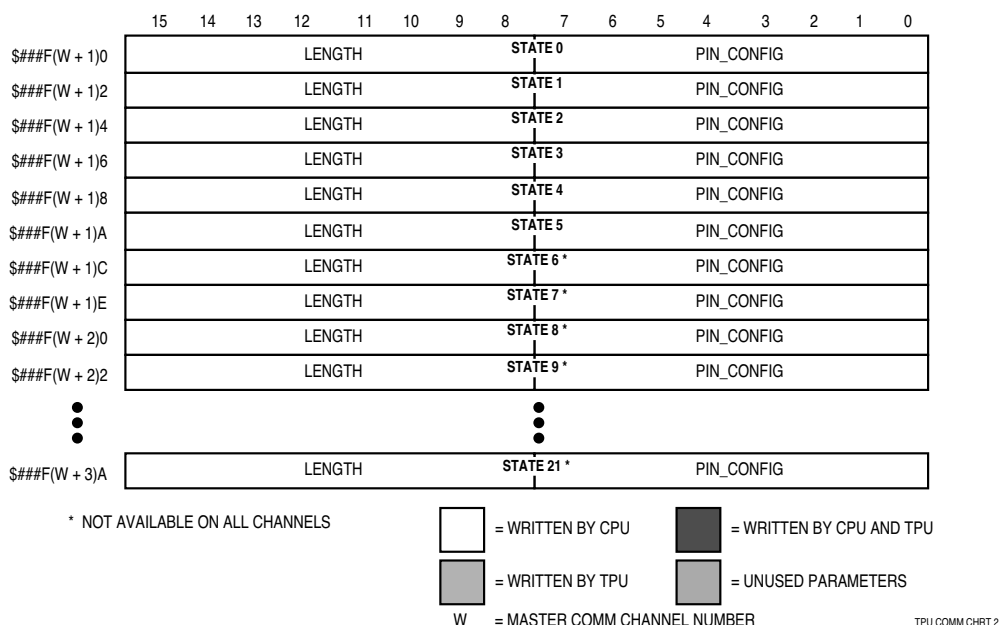 15 14 13 12 11 10 9 8 7 6 5 4 3 2 1 0
$###F(W + 1)0 LENGTH STATE 0 PIN_CONFIG
$###F(W + 1)2 LENGTH STATE 1 PIN_CONFIG
$###F(W + 1)4 LENGTH STATE 2 PIN_CONFIG
$###F(W + 1)6 LENGTH STATE 3 PIN_CONFIG
$###F(W + 1)8 LENGTH STATE 4 PIN_CONFIG
$###F(W + 1)A LENGTH STATE 5 PIN_CONFIG
$###F(W + 1)C LENGTH STATE 6 * PIN_CONFIG
$###F(W + 1)E LENGTH STATE 7 * PIN_CONFIG
$###F(W + 2)0 LENGTH STATE 8 * PIN_CONFIG
$###F(W + 2)2 LENGTH STATE 9 * PIN_CONFIG
$###F(W + 3)A LENGTH STATE 21 * PIN_CONFIG
* NOT AVAILABLE ON ALL CHANNELS
= WRITTEN BY CPU
= WRITTEN BY CPU AND TPU
= WRITTEN BY TPU
= UNUSED PARAMETERS
W = MASTER COMM CHANNEL NUMBER
TPU COMM CHRT 2